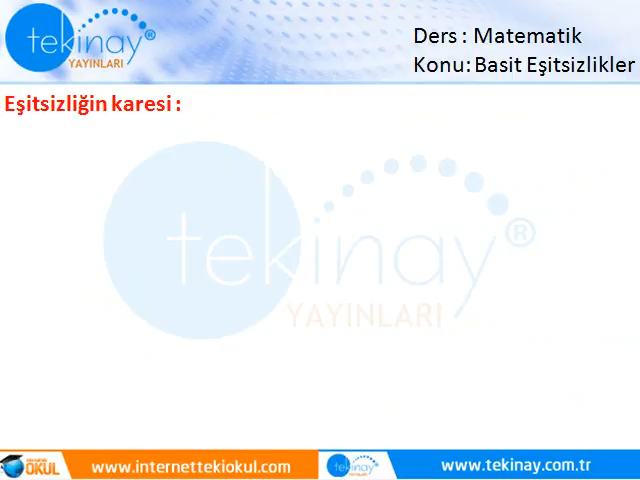 tekinay®
YAYINLARI
Ders : Matematik
Konu: Basit Eşitsizlikler
Eşitsizliğin karesi :
tekinay®
YAYINLARI
OKUL
www.internettekiokul.com
tekinay
www.tekinay.com.tr